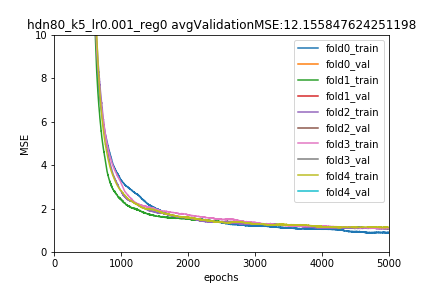 hdn80_k5_lr0.001_reg0 avgValidationMSE:12.155847624251198
10
8
6
4
2
0
MSE
fold0_train
fold0_val
fold1_train
fold1_val
fold2_train
fold2_val
fold3_train
fold3_val
fold4_train
fold4_val
0 1000 2000 3000 4000 5000
epochs